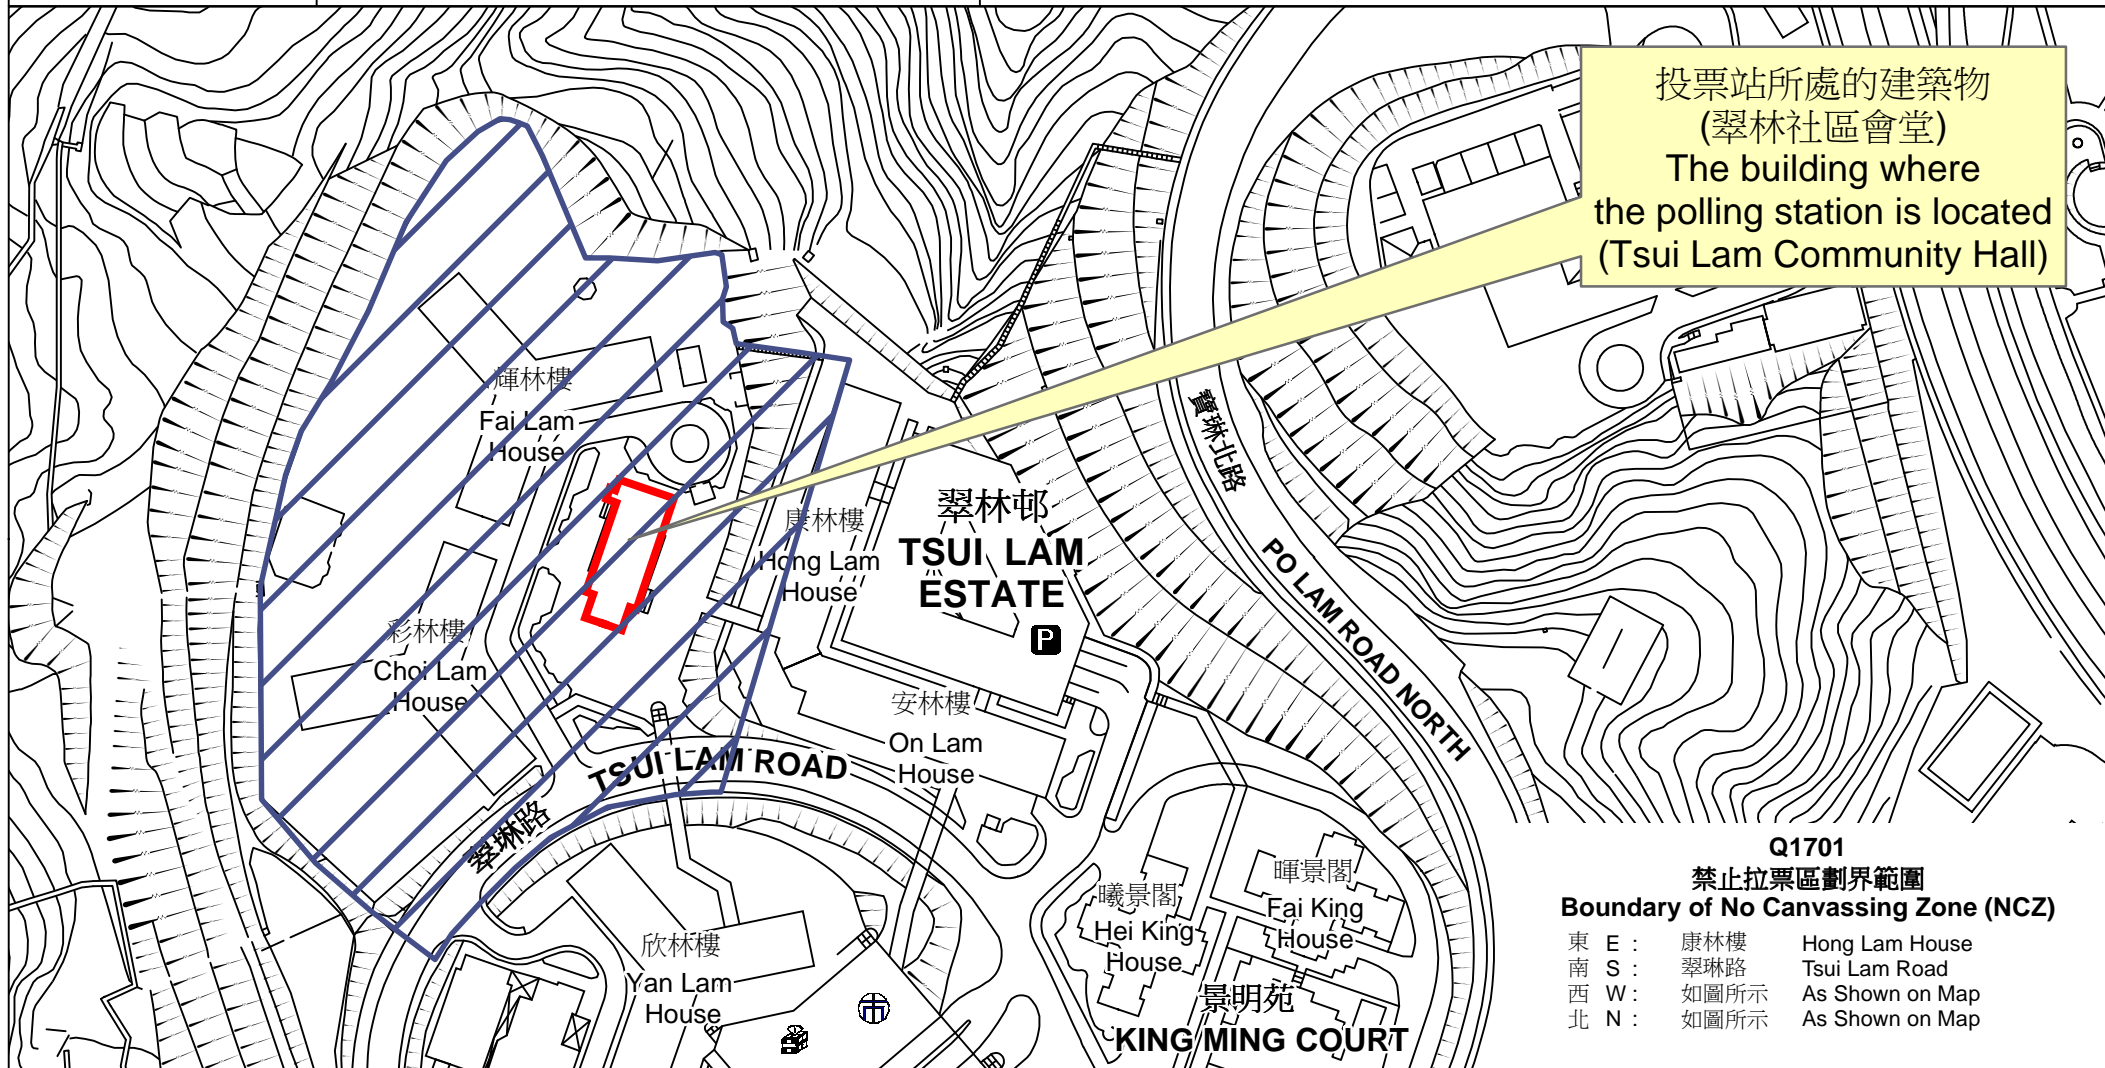 投票站所處的建築物
(翠林社區會堂)
The building where
the polling station is located
(Tsui Lam Community Hall)
輝林樓
Fai Lam
House
寶琳北路
PO LAM ROAD NORTH
翠林邨
TSUI LAM
ESTATE
P
康林樓
Hong Lam
House
彩林樓
Choi Lam
House
安林樓
On Lam
House
TSUI LAM ROAD
翠琳路
欣林樓
Yan Lam
House
曦景閣
Hei King
House
暉景閣
Fai King
House
景明苑
KING MING COURT
Q1701
禁止拉票區劃界範圍
Boundary of No Canvassing Zone (NCZ)
東 E : 康林樓 Hong Lam House
南 S : 翠琳路 Tsui Lam Road
西 W : 如圖所示 As Shown on Map
北 N : 如圖所示 As Shown on Map